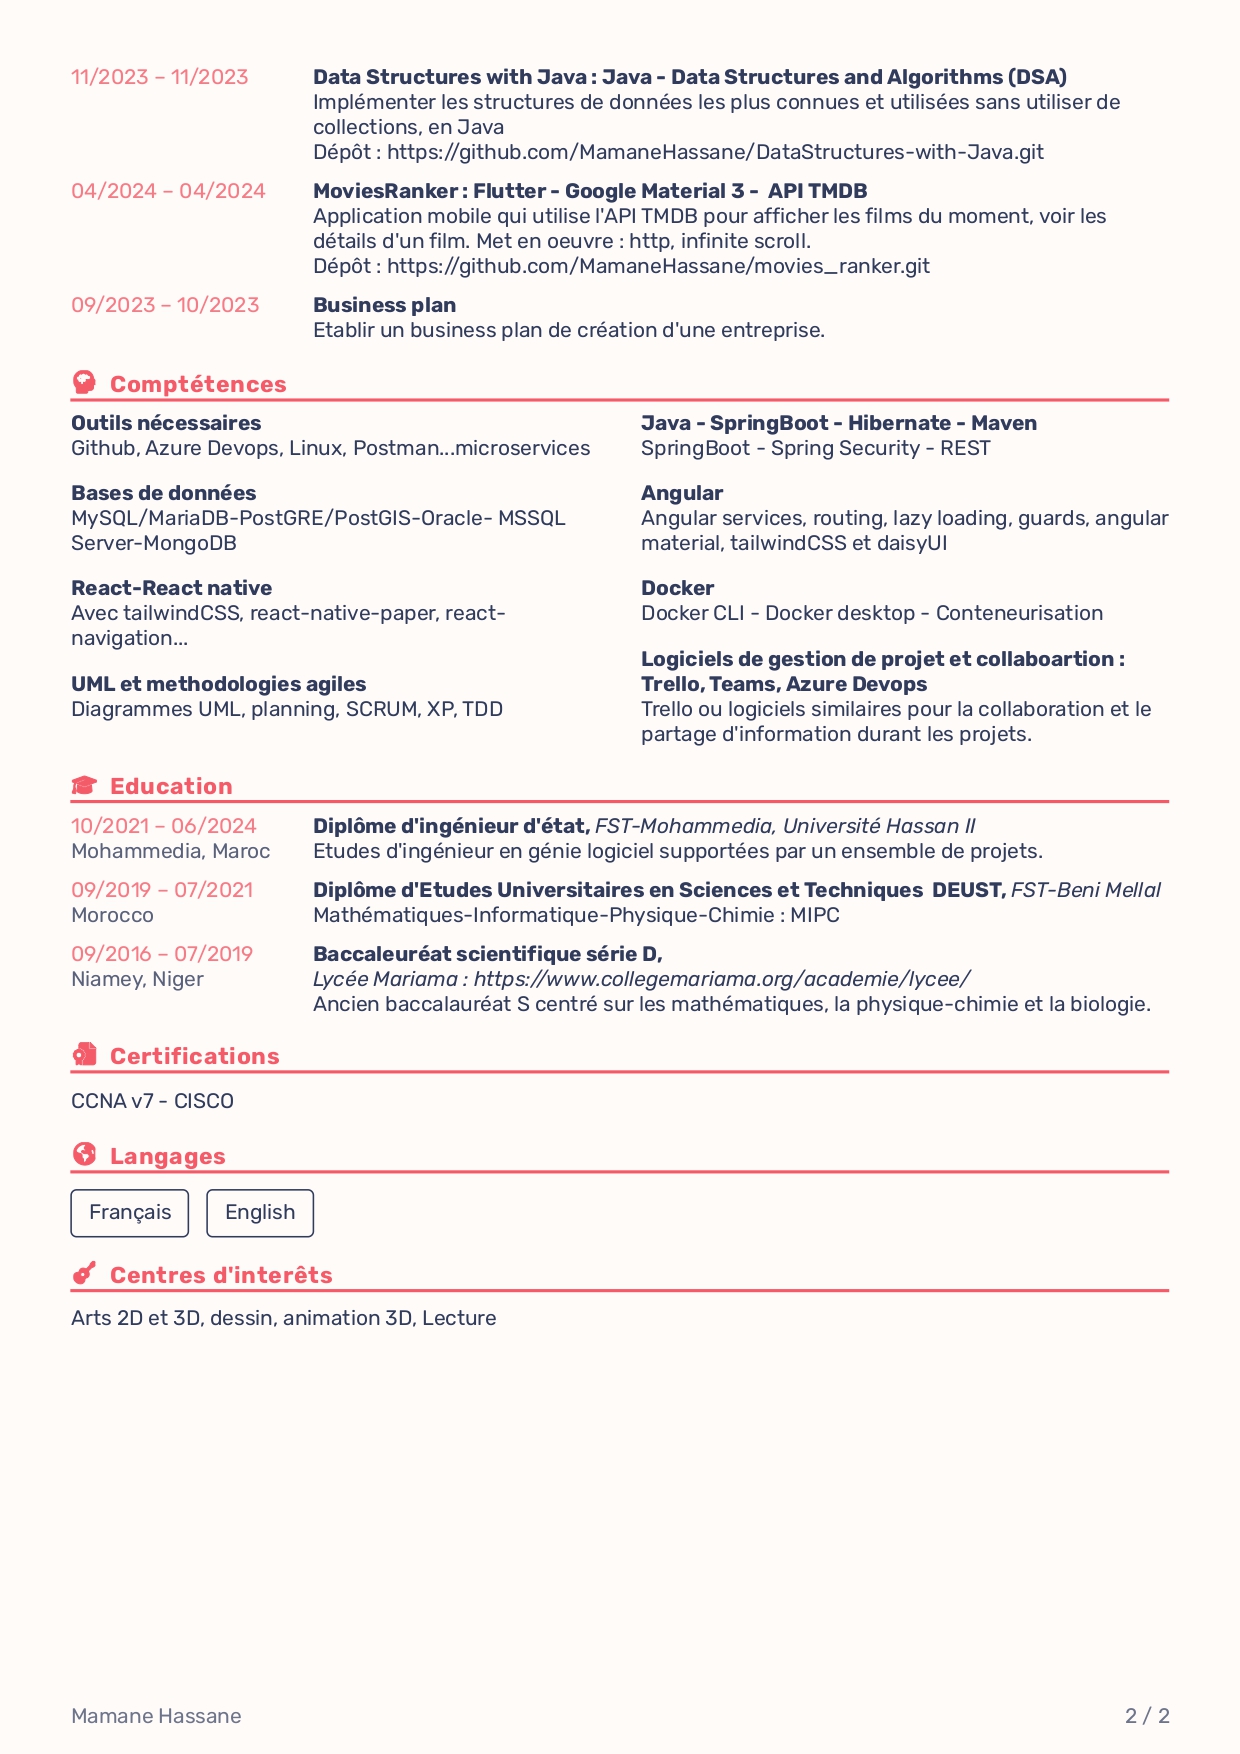 11/2023 – 11/2023
Data Structures with Java : Java - Data Structures and Algorithms (DSA)
Implémenter les structures de données les plus connues et utilisées sans utiliser de
collections, en Java
Dépôt : https://github.com/MamaneHassane/DataStructures-with-Java.git
04/2024 – 04/2024
MoviesRanker : Flutter - Google Material 3 - API TMDB
Application mobile qui utilise l'API TMDB pour afficher les films du moment, voir les
détails d'un film. Met en oeuvre : http, infinite scroll.
Dépôt : https://github.com/MamaneHassane/movies_ranker.git
09/2023 – 10/2023
Business plan
Etablir un business plan de création d'une entreprise.
Comptétences
Outils nécessaires
Github, Azure Devops, Linux, Postman...microservices
Bases de données
MySQL/MariaDB-PostGRE/PostGIS-Oracle- MSSQL
Server-MongoDB
React-React native
Avec tailwindCSS, react-native-paper, react-
navigation...
UML et methodologies agiles
Diagrammes UML, planning, SCRUM, XP, TDD
Java - SpringBoot - Hibernate - Maven
SpringBoot - Spring Security - REST
Angular
Angular services, routing, lazy loading, guards, angular
material, tailwindCSS et daisyUI
Docker
Docker CLI - Docker desktop - Conteneurisation
Logiciels de gestion de projet et collaboartion :
Trello, Teams, Azure Devops
Trello ou logiciels similaires pour la collaboration et le
partage d'information durant les projets.
Education
10/2021 – 06/2024
Mohammedia, Maroc
Diplôme d'ingénieur d'état, FST-Mohammedia, Université Hassan II
Etudes d'ingénieur en génie logiciel supportées par un ensemble de projets.
09/2019 – 07/2021
Morocco
Diplôme d'Etudes Universitaires en Sciences et Techniques DEUST, FST-Beni Mellal
Mathématiques-Informatique-Physique-Chimie : MIPC
09/2016 – 07/2019
Niamey, Niger
Baccaleuréat scientifique série D,
Lycée Mariama : https://www.collegemariama.org/academie/lycee/
Ancien baccalauréat S centré sur les mathématiques, la physique-chimie et la biologie.
Certifications
CCNA v7 - CISCO
Langages
Français
English
Centres d'interêts
Arts 2D et 3D, dessin, animation 3D, Lecture
Mamane Hassane
2 / 2